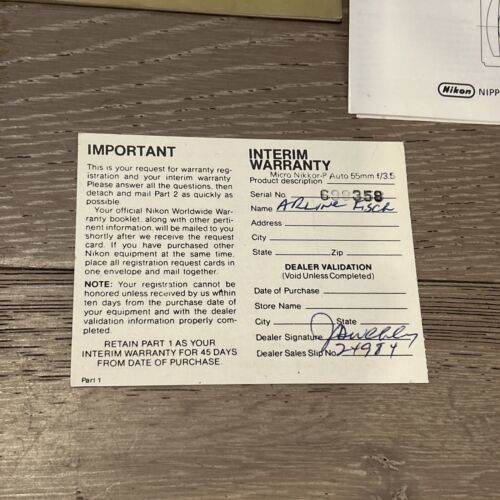 Nikon NIPP
IMPORTANT
This is your request for warranty reg-
istration and your interim warranty
Please answer all the questions, then
detach and mail Part 2 as quickly as
possible.
Your official Nikon Worldwide War-
ranty booklet, along with other perti-
nent information, will be mailed to you
shortly after we receive the request
card. If you have purchased other
Nikon equipment at the same time,
place all registration request cards in
one envelope and mail together.
NOTE: Your registration cannot be
honored unless received by us within
ten days from the purchase date of
your equipment and with the dealer
validation information properly com-
pleted.
RETAIN PART 1 AS YOUR
INTERIM WARRANTY FOR 45 DAYS
FROM DATE OF PURCHASE.
Part 1
INTERIM
WARRANTY
Micro Nikkor-P Auto 55mm f/3.5
Product description
Serial No. 699358
Name Arline Fisch
Address
City
State Zip
DEALER VALIDATION
(Void Unless Completed)
Date of Purchase
Store Name
City State
Dealer Signature
Dealer Sales Slip No. 24984